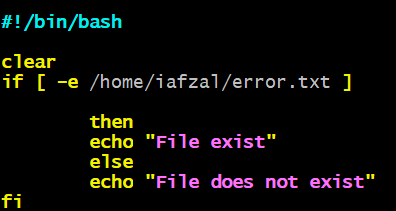 #!/bin/bash
clear
if [ -e /home/iafzal/error.txt ]
then
echo "File exist"
else
echo "File does not exist"
fi